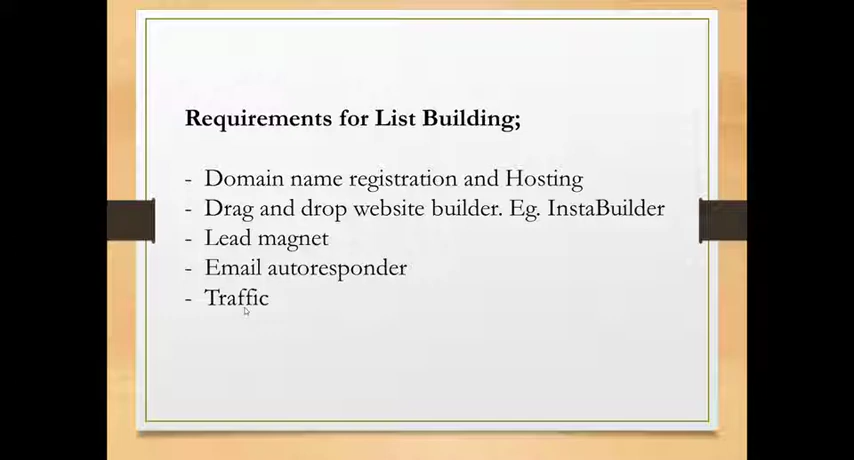 Requirements for List Building;
- Domain name registration and Hosting
- Drag and drop website builder. Eg. InstaBuilder
- Lead magnet
- Email autoresponder
- Traffic